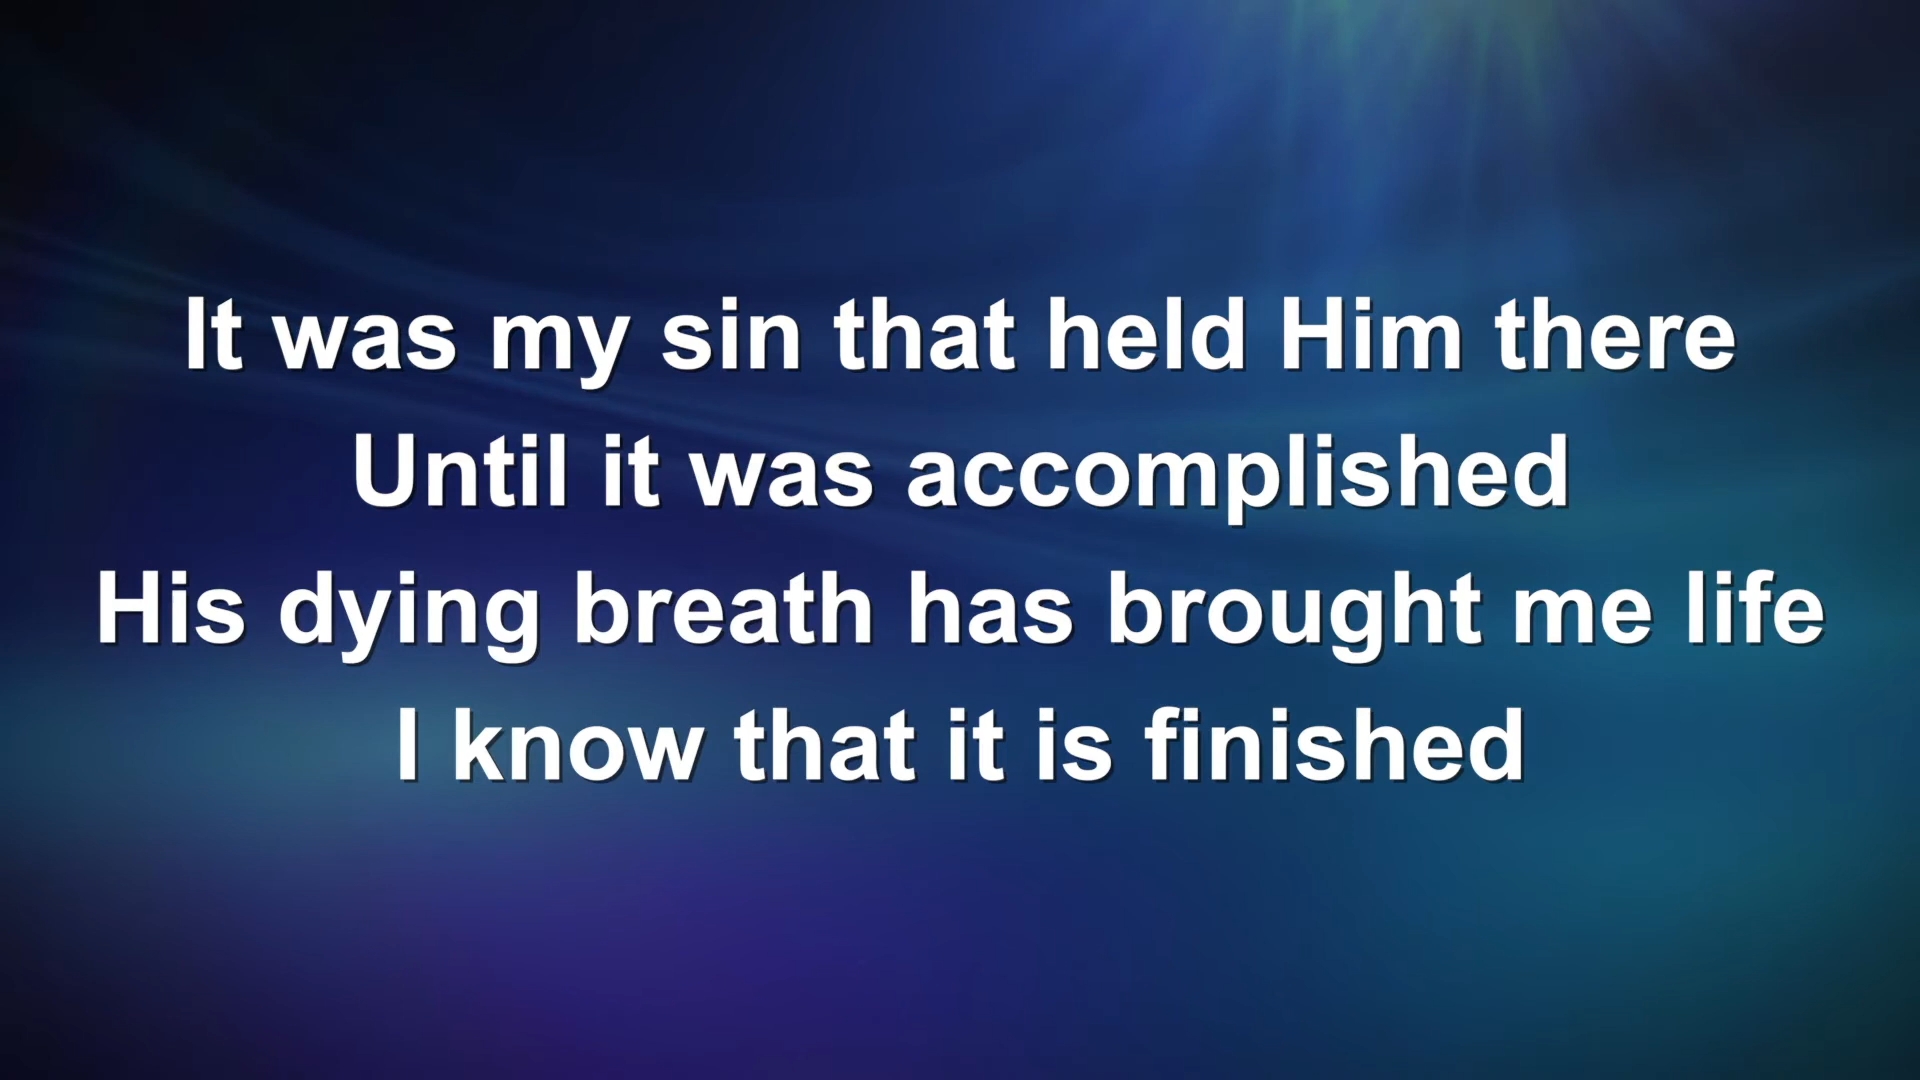 It was my sin that held Him there
Until it was accomplished
His dying breath has brought me life
I know that it is finished